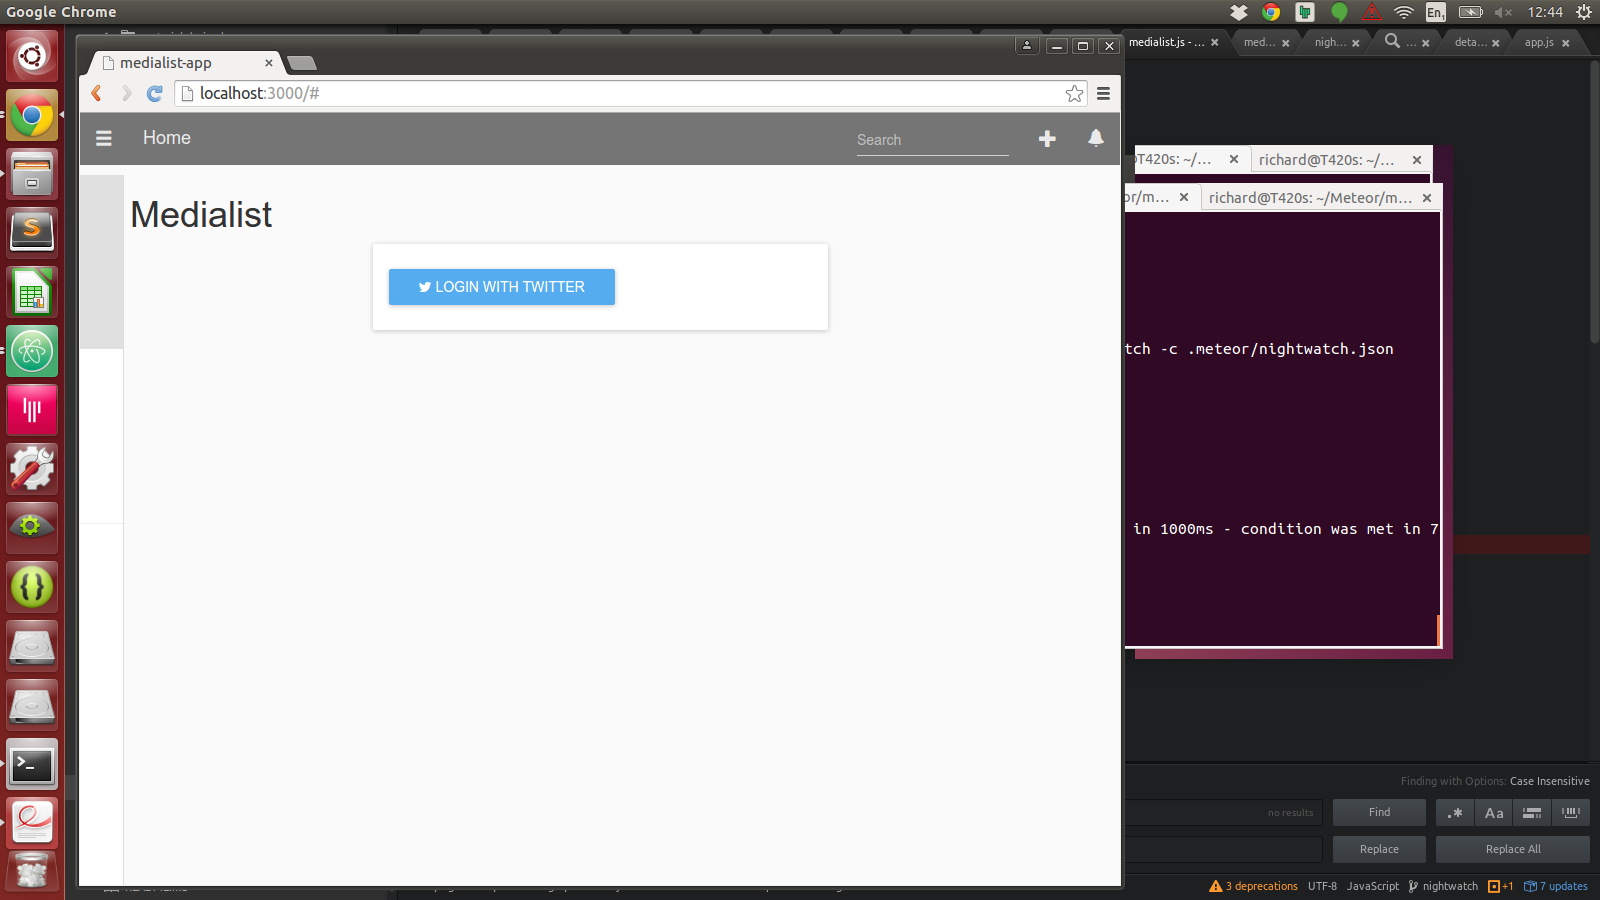 Google Chrome
En1
12:44
medialist-app
localhost:3000/#
Home
Search
Medialist
LOGIN WITH TWITTER
medialist.js - ...
med...
nigh...
...
deta...
app.js
T420s: ~/...
richard@T420s: ~/...
or/m...
richard@T420s: ~/Meteor/m...
tch -c .meteor/nightwatch.json
in 1000ms - condition was met in 7
Finding with Options: Case Insensitive
no results
Find
.*
Aa
Replace
Replace All
3 deprecations
UTF-8
JavaScript
nightwatch
+1
7 updates